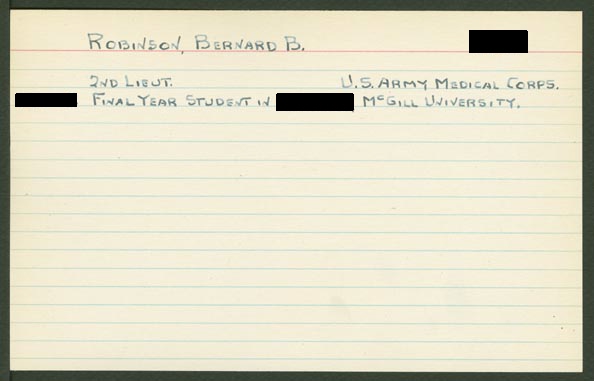 Robinson, Bernard B.
2nd Lieut. U.S. Army Medical Corps.
Final Year Student in McGill University.